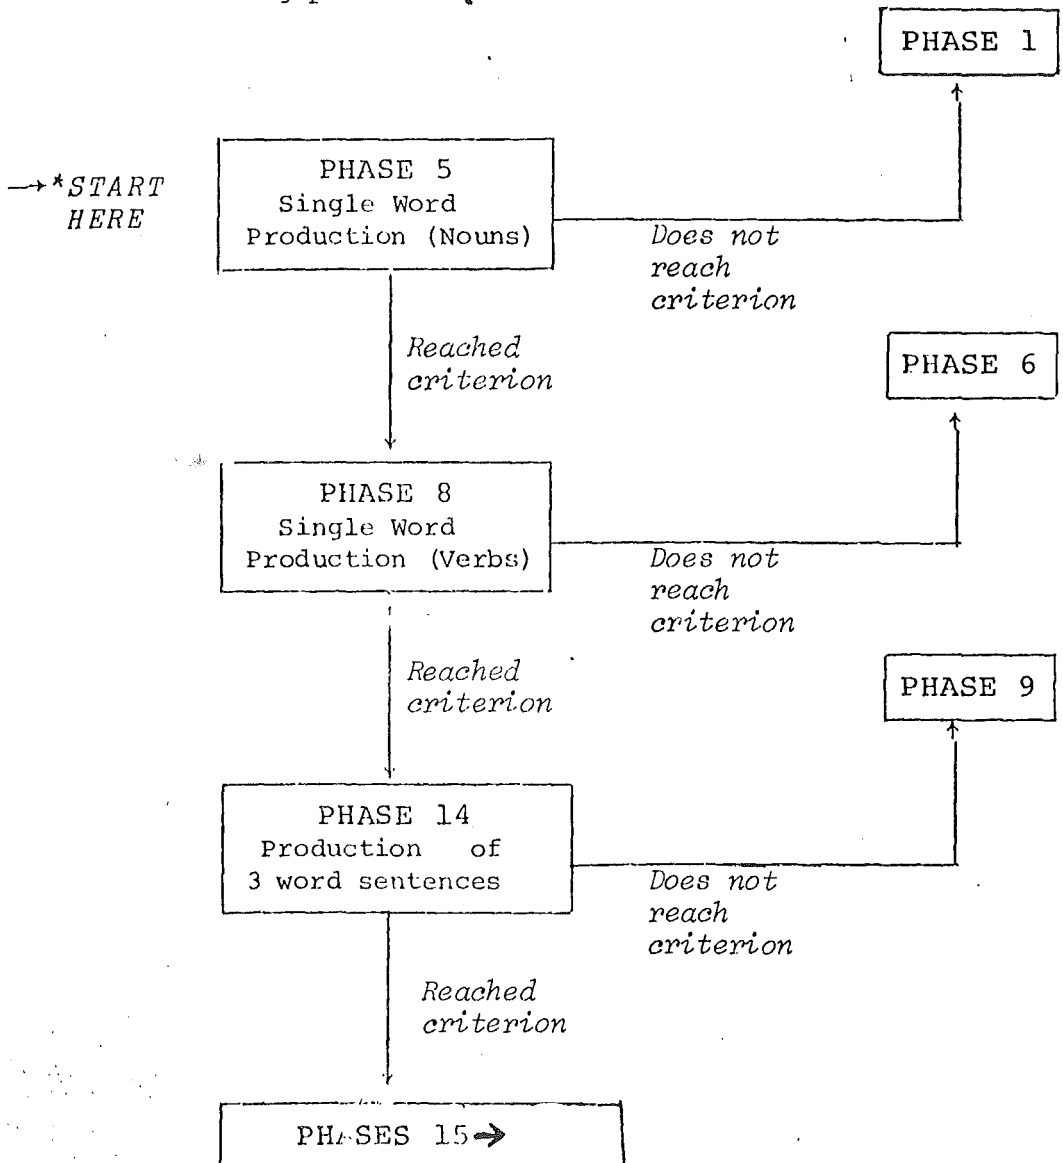 PHASE 1
→*START
HERE
PHASE 5
Single Word
Production (Nouns)
Does not
reach
criterion
Reached
criterion
PHASE 6
PHASE 8
Single Word
Production (Verbs)
Does not
reach
criterion
Reached
criterion
PHASE 9
PHASE 14
Production of
3 word sentences
Does not
reach
criterion
Reached
criterion
PHASES 15→